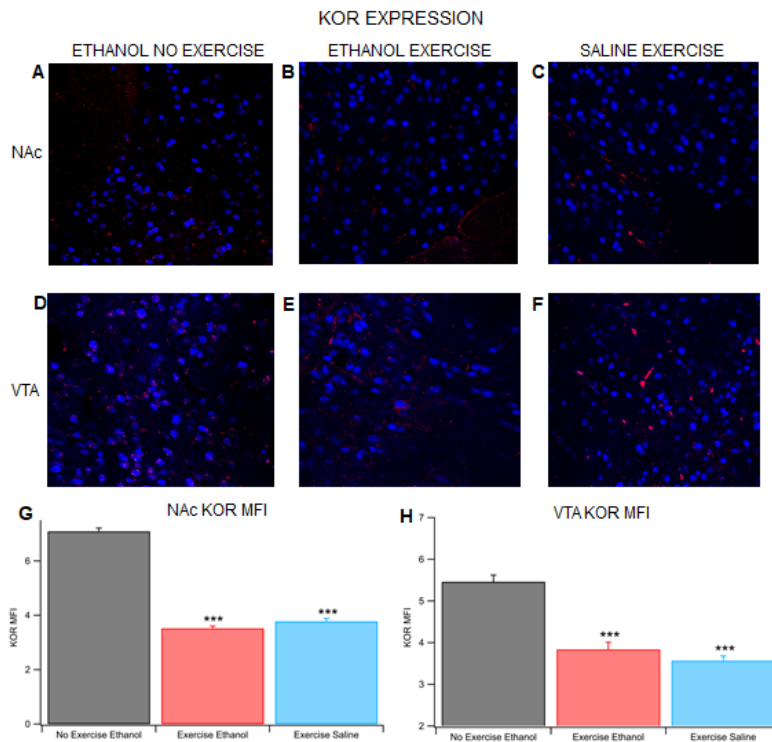 KOR EXPRESSION
ETHANOL NO EXERCISE ETHANOL EXERCISE SALINE EXERCISE
A B C
NAc
D E F
VTA
G NAc KOR MFI
KOR MFI
6
4
2
0
*** ***
No Exercise Ethanol Exercise Ethanol Exercise Saline
H VTA KOR MFI
KOR MFI
7
6
5
4
3
2
*** ***
No Exercise Ethanol Exercise Ethanol Exercise Saline